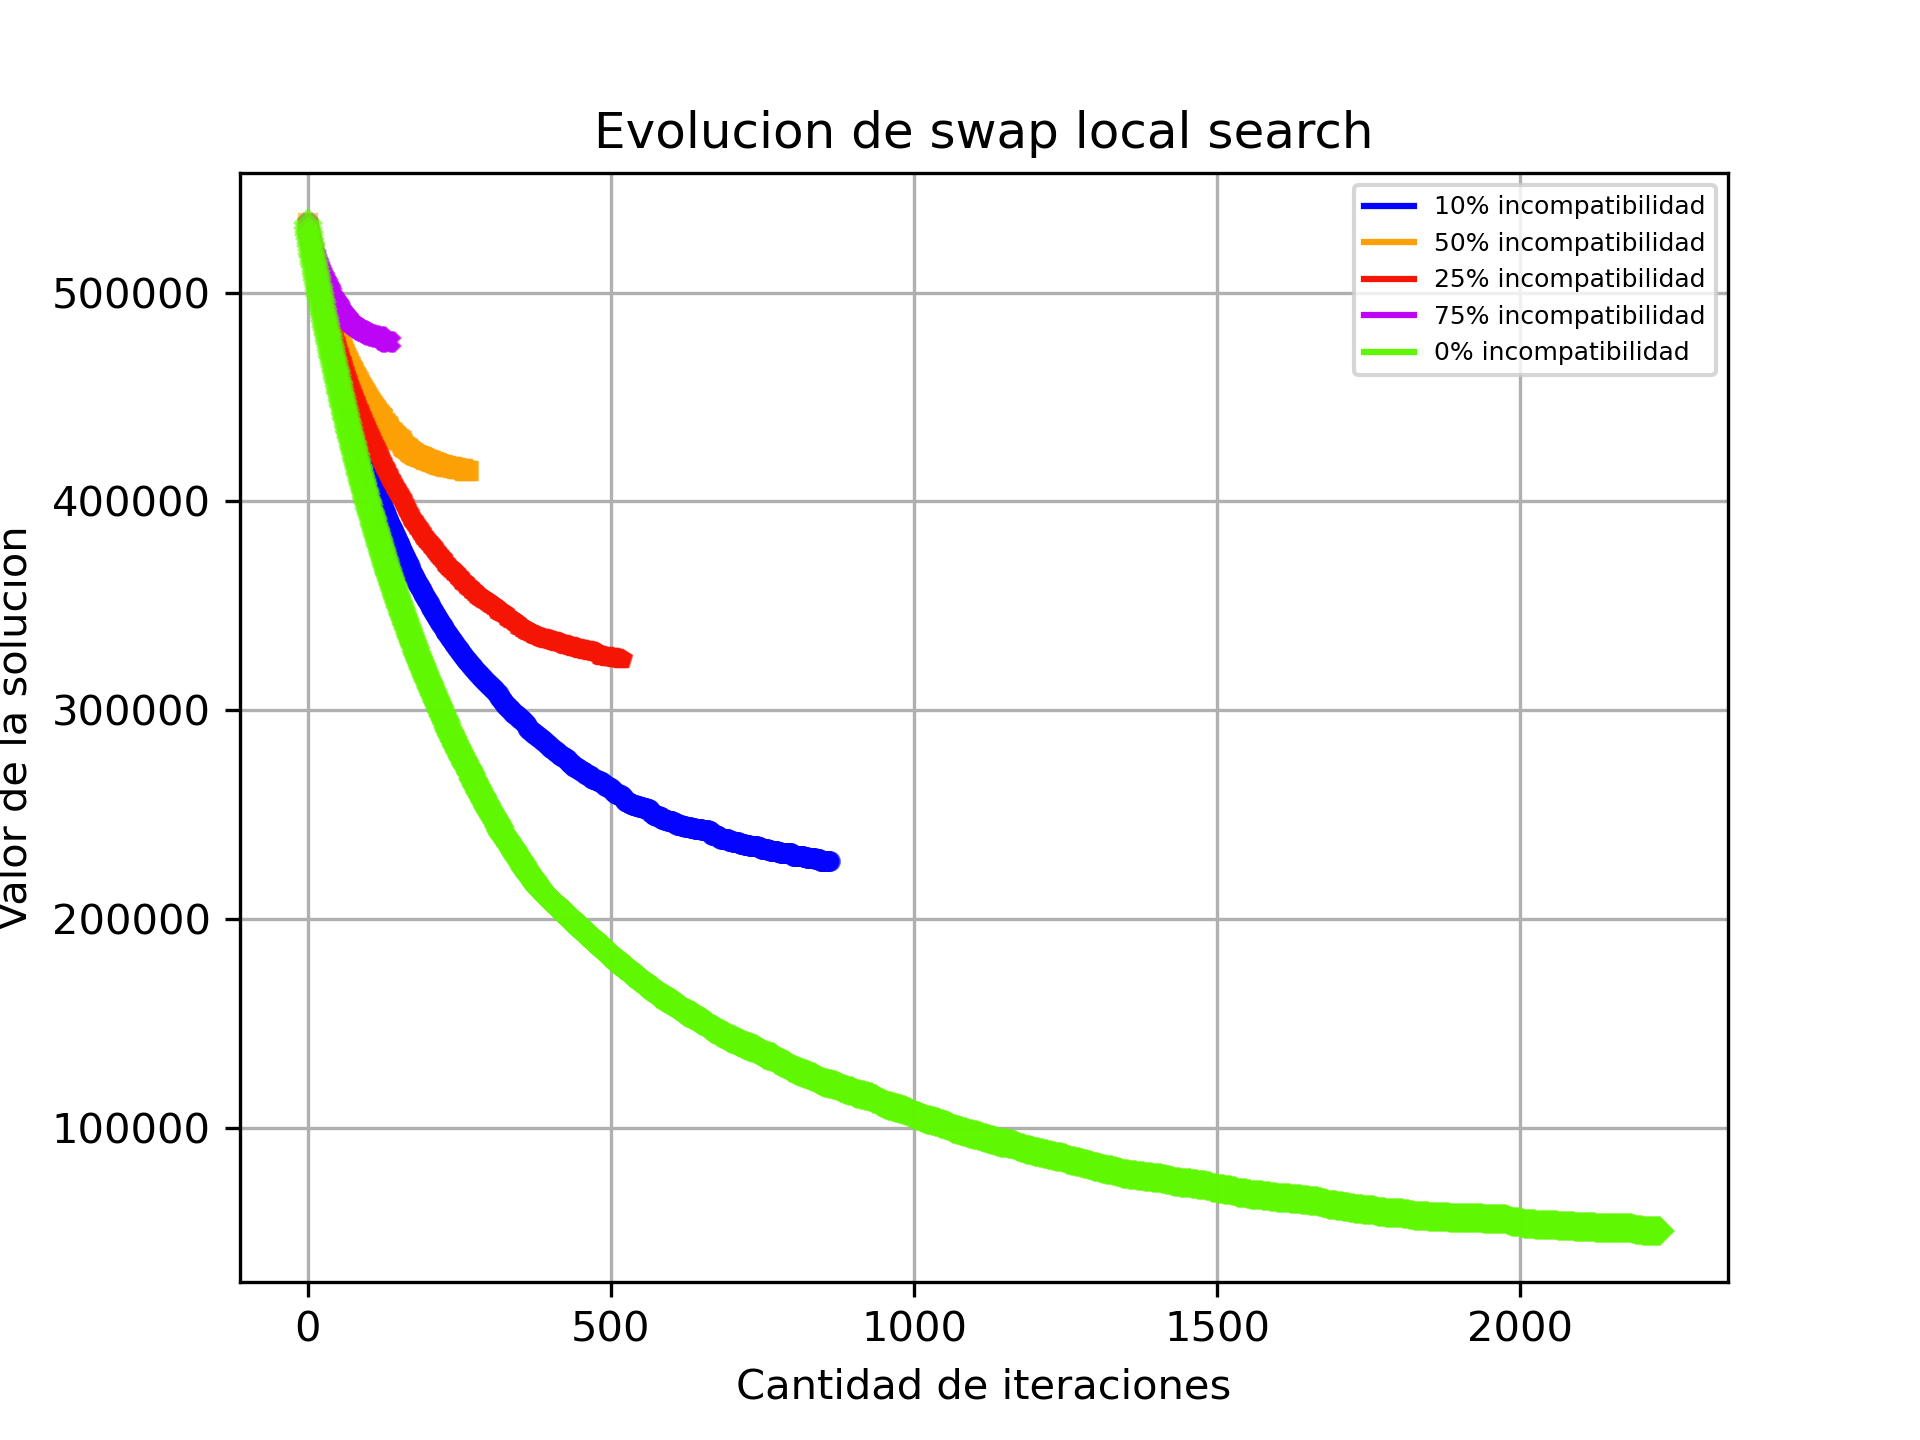 Evolucion de swap local search
10% incompatibilidad
50% incompatibilidad
25% incompatibilidad
75% incompatibilidad
0% incompatibilidad
500000
400000
300000
200000
100000
Valor de la solucion
0 500 1000 1500 2000
Cantidad de iteraciones